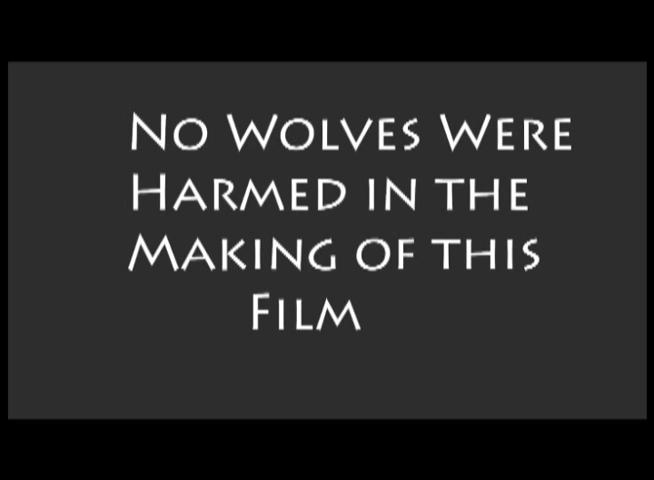 No Wolves Were
Harmed in the
Making of this
Film